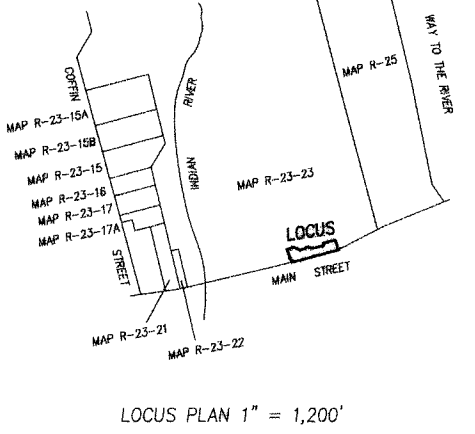 COFFIN
STREET
MAP R-23-15A
MAP R-23-15B
MAP R-23-15
MAP R-23-16
MAP R-23-17
MAP R-23-17A
RIVER
INDIAN
MAP R-25
WAY TO THE RIVER
MAP R-23-23
LOCUS
MAIN STREET
MAP R-23-21
MAP R-23-22
LOCUS PLAN 1" = 1,200'